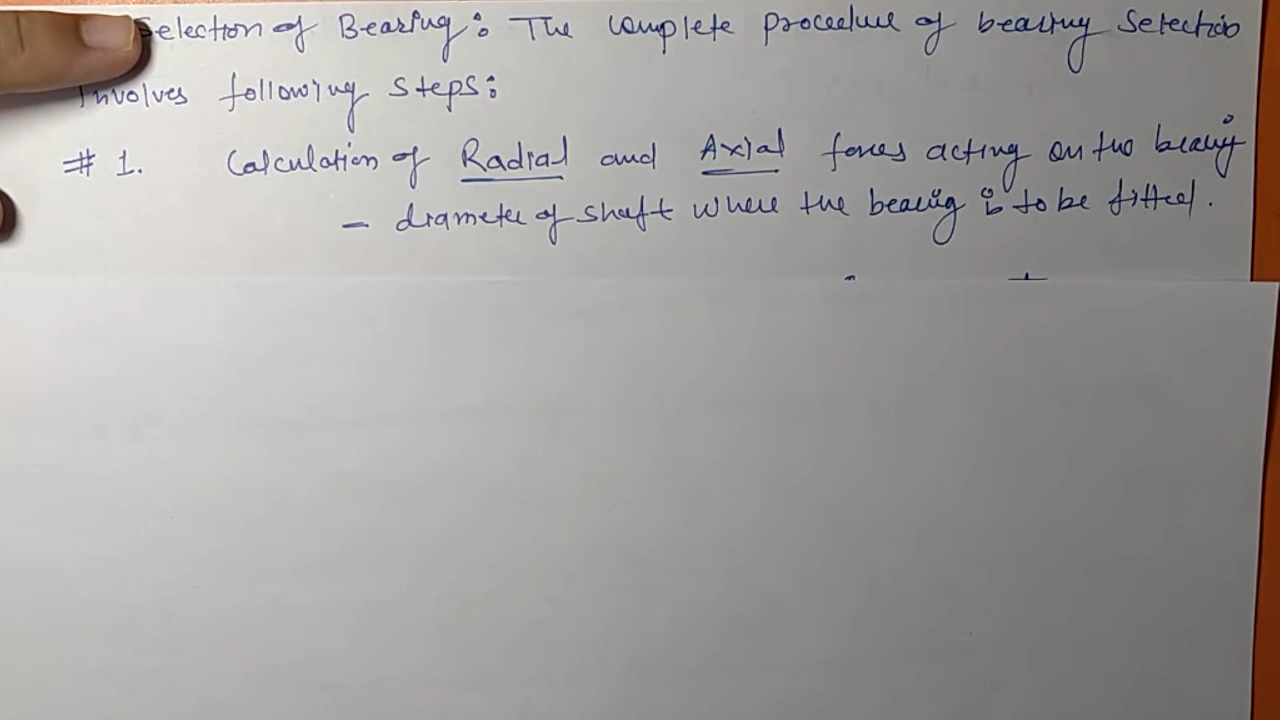 Selection of Bearing: The complete procedure of bearing selection
Involves following steps:
# 1. Calculation of Radial and Axial forces acting on two bearing
- diameter of shaft where the bearing is to be fitted.